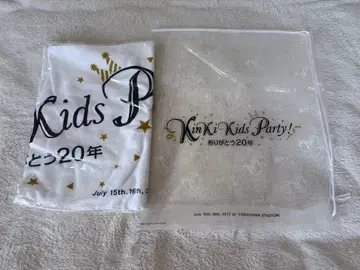 Kids P
とう20年
July 15th, 16th,
KinKi Kids Party!
ありがとう20年
July 15th, 16th, 2017 at YOKOHAMA STADIUM